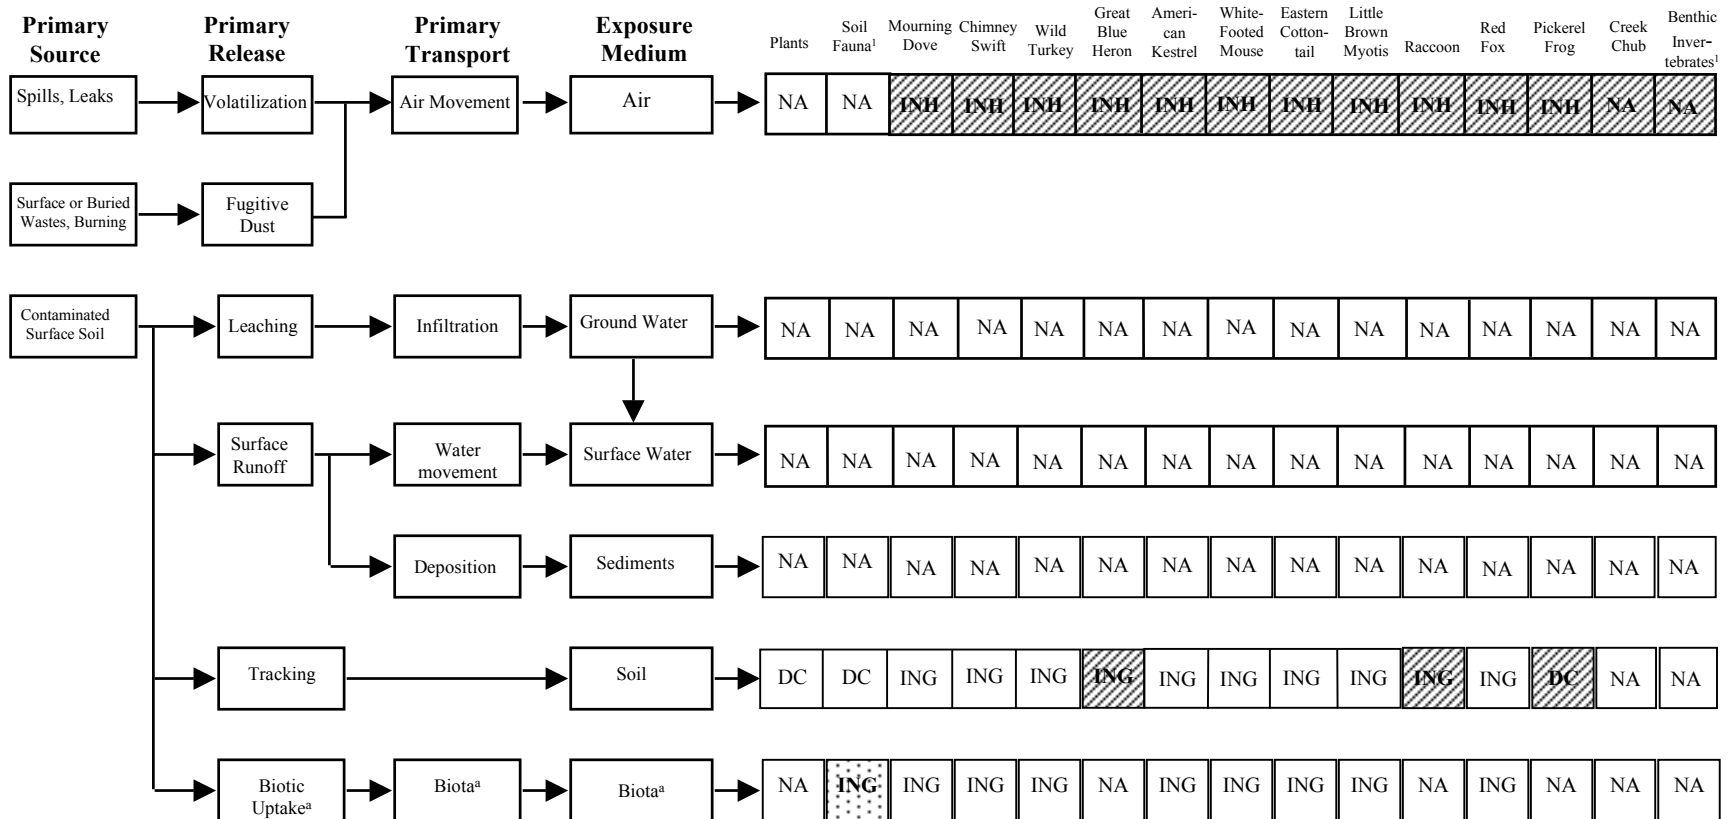 Primary Source
Primary Release
Primary Transport
Exposure Medium
Plants
Soil Fauna¹
Mourning Dove
Chimney Swift
Wild Turkey
Great Blue Heron
Ameri-can Kestrel
White-Footed Mouse
Eastern Cotton-tail
Little Brown Myotis
Raccoon
Red Fox
Pickerel Frog
Creek Chub
Benthic Inver-tebrates¹
Spills, Leaks
Volatilization
Air Movement
Air
NA NA INH INH INH INH INH INH INH INH INH INH INH NA NA
Surface or Buried
Wastes, Burning
Fugitive
Dust
Contaminated
Surface Soil
Leaching
Infiltration
Ground Water
NA NA NA NA NA NA NA NA NA NA NA NA NA NA NA
Surface
Runoff
Water
movement
Surface Water
NA NA NA NA NA NA NA NA NA NA NA NA NA NA NA
Deposition
Sediments
NA NA NA NA NA NA NA NA NA NA NA NA NA NA NA
Tracking
Soil
DC DC ING ING ING ING ING ING ING ING ING ING DC NA NA
Biotic
Uptakeᵃ
Biotaᵃ
Biotaᵃ
NA ING ING ING ING NA ING ING ING ING NA ING NA NA NA